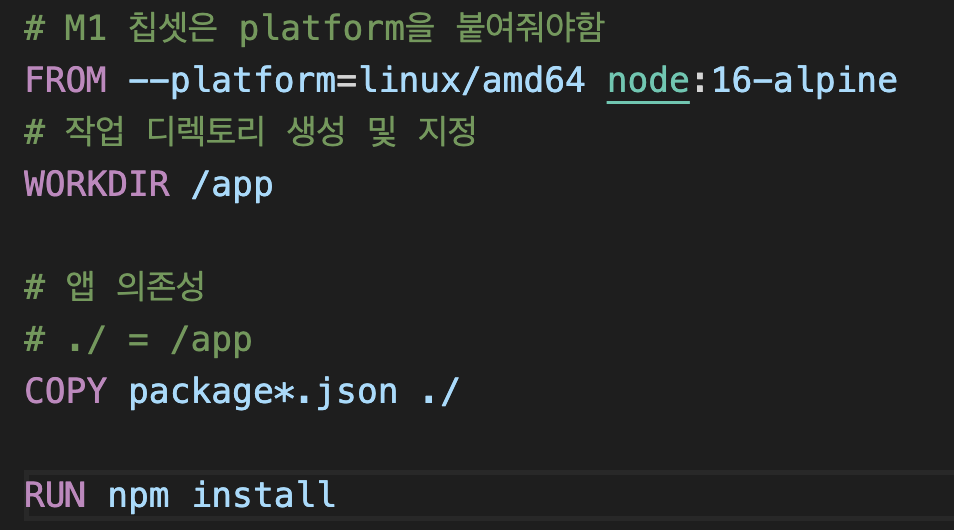 # M1 칩셋은 platform을 붙여줘야함
FROM --platform=linux/amd64 node:16-alpine
# 작업 디렉토리 생성 및 지정
WORKDIR /app
# 앱 의존성
# ./ = /app
COPY package*.json ./
RUN npm install